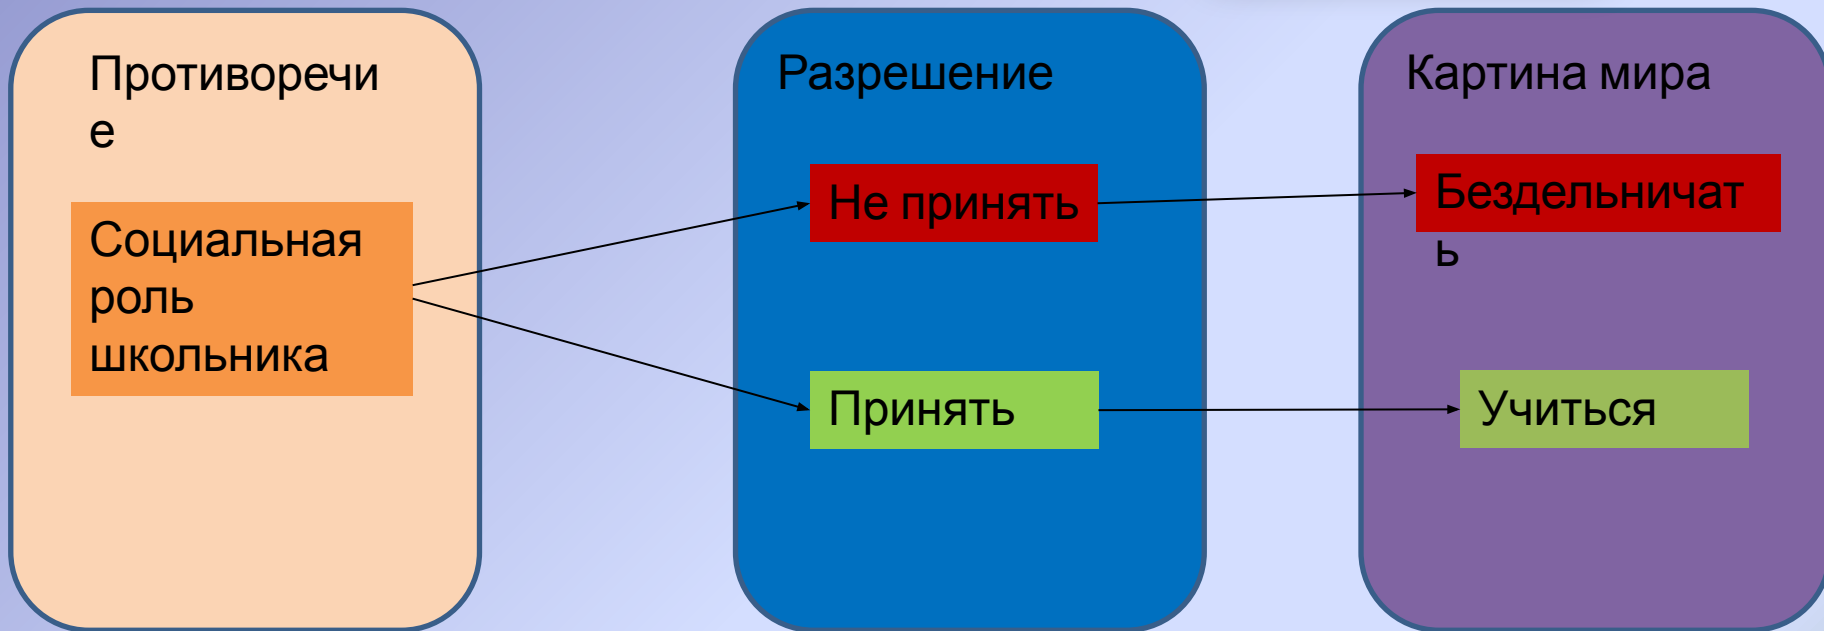 Противоречи
е
Социальная
роль
школьника
Разрешение
Не принять
Принять
Картина мира
Бездельничат
ь
Учиться